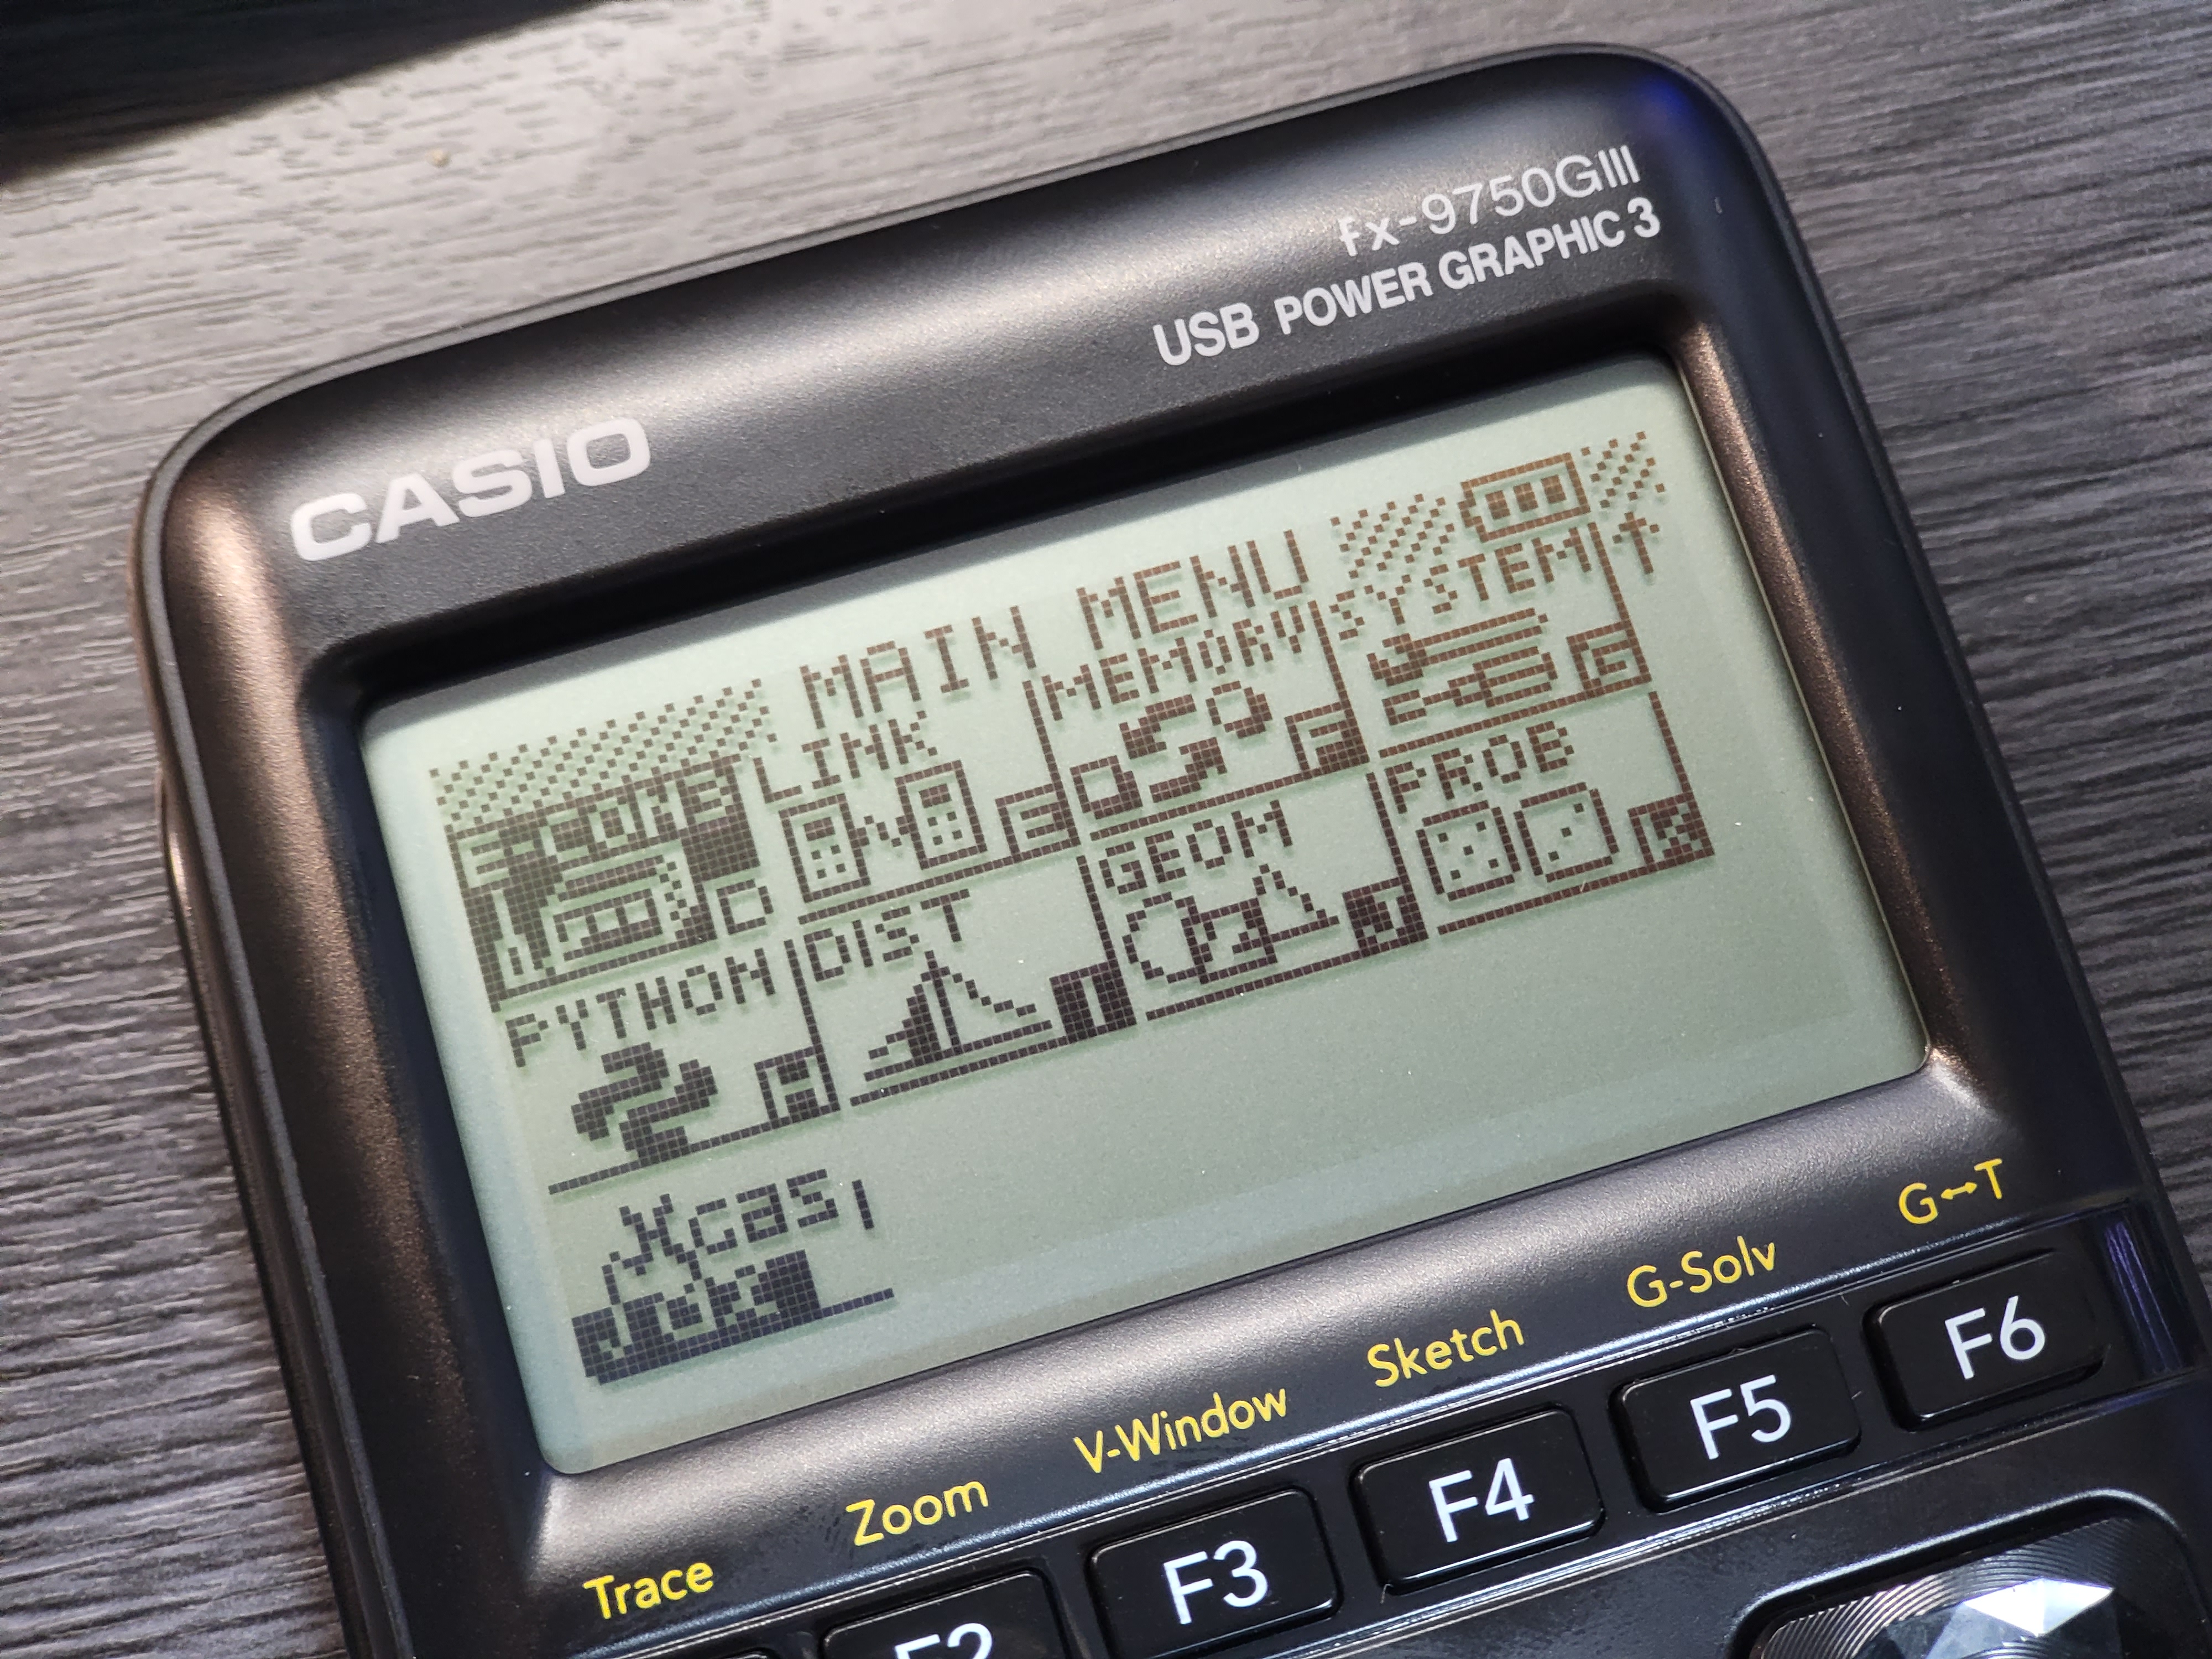 fx-9750GIII
USB POWER GRAPHIC 3
CASIO
MAIN MENU
LINK MEMORY SYSTEM
D E F G
PYTHON DIST GEOM PROB
H I J K
Trace Zoom V-Window Sketch G-Solv G↔T
F2 F3 F4 F5 F6